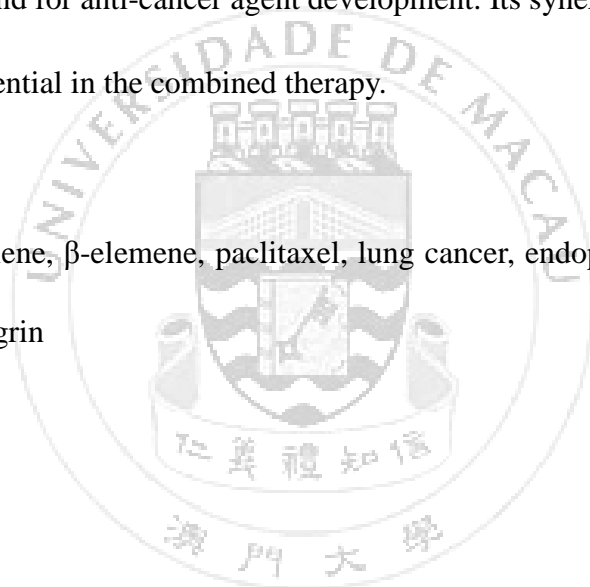 nd for anti-cancer agent development. Its syner
ential in the combined therapy.
ene, β-elemene, paclitaxel, lung cancer, endop
grin
UNIVERSIDADE DE MACAU
仁義禮知信
澳門大學